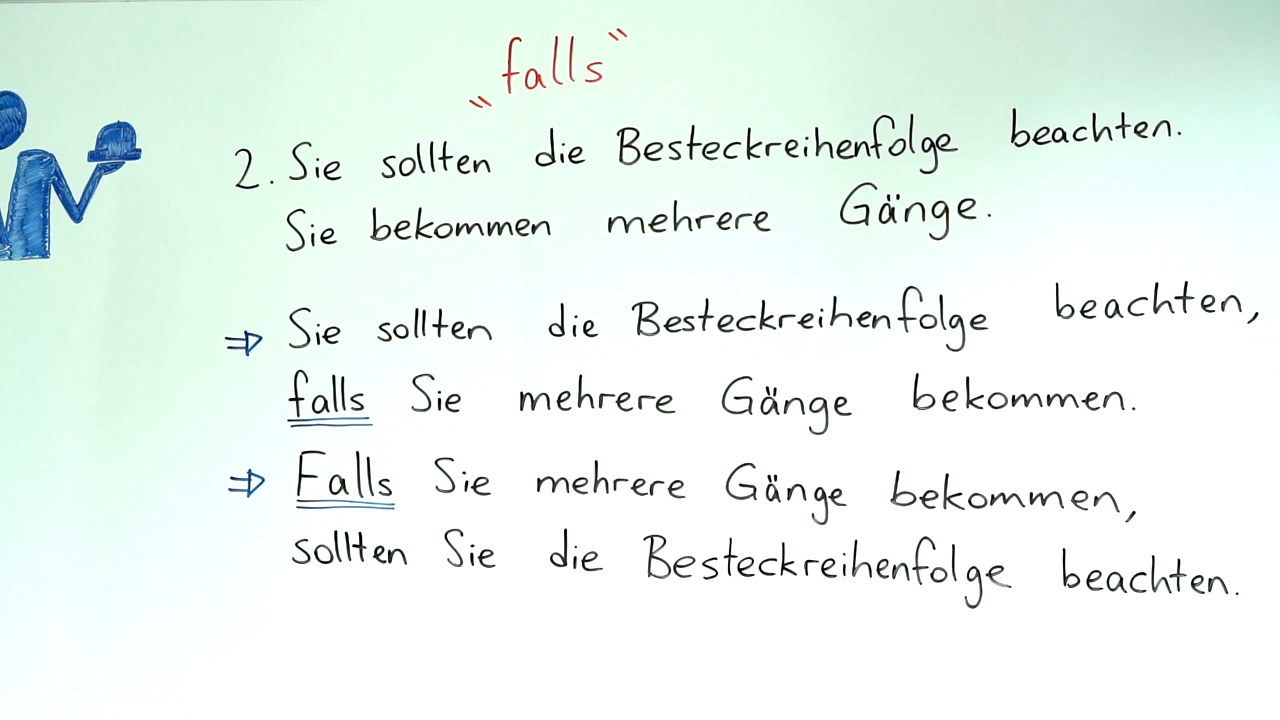 „falls“
2. Sie sollten die Besteckreihenfolge beachten.
Sie bekommen mehrere Gänge.
⇒ Sie sollten die Besteckreihenfolge beachten,
falls Sie mehrere Gänge bekommen.
⇒ Falls Sie mehrere Gänge bekommen,
sollten Sie die Besteckreihenfolge beachten.